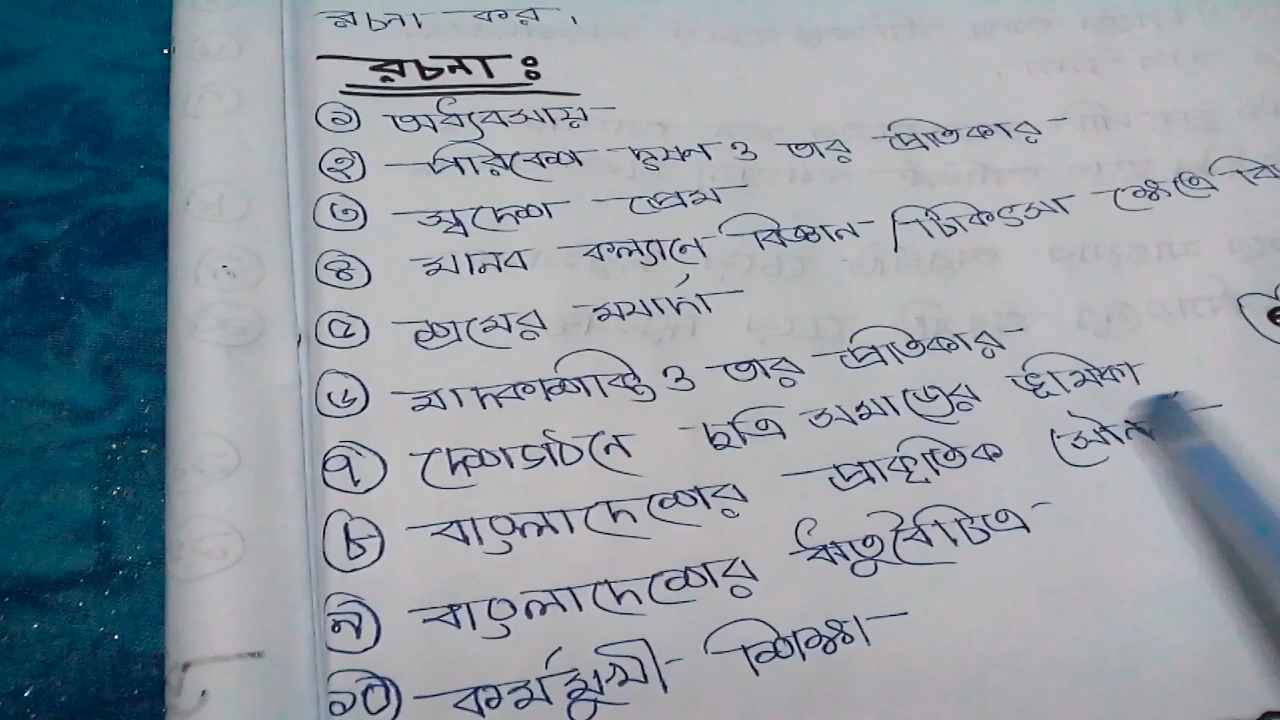 রচনা কর।
রচনা :
১ অধ্যবসায়
২ পরিবেশ দূষণ ও তার প্রতিকার
৩ স্বদেশ প্রেম
৪ মানব কল্যানে বিজ্ঞান / চিকিৎসা ক্ষেত্রে বি
৫ শ্রমের মর্যাদা
৬ মাদকাসক্তি ও তার প্রতিকার
৭ দেশগঠনে ছাত্র সমাজের ভূমিকা
৮ বাংলাদেশের প্রাকৃতিক
৯ বাংলাদেশের ঋতুবৈচিত্র
১০ কর্মমুখী শিক্ষা